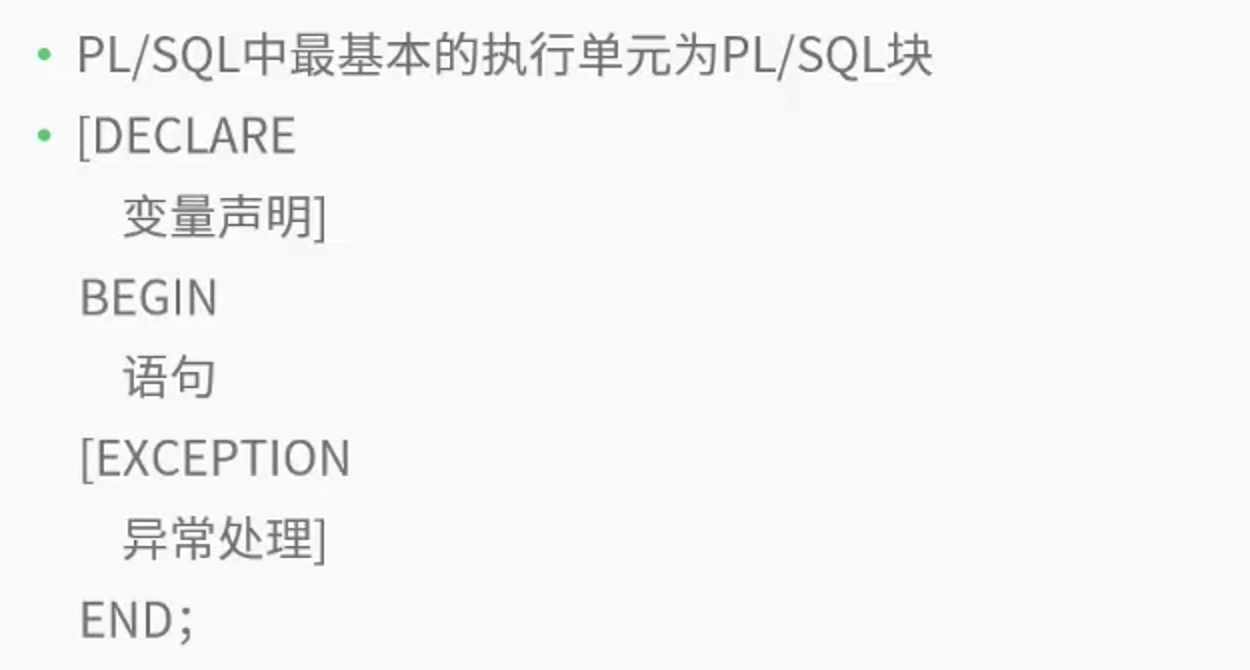 • PL/SQL中最基本的执行单元为PL/SQL块
• [DECLARE
变量声明]
BEGIN
语句
[EXCEPTION
异常处理]
END；